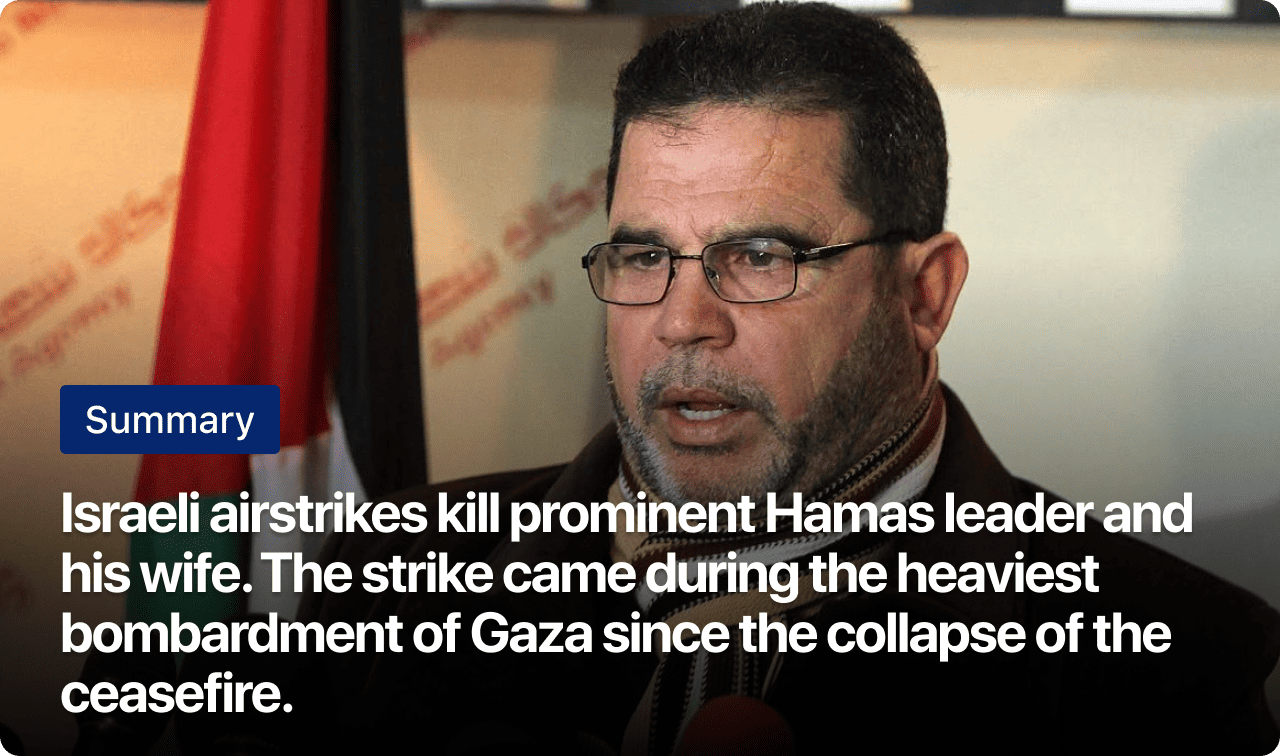 Agency
Summary
Israeli airstrikes kill prominent Hamas leader and
his wife. The strike came during the heaviest
bombardment of Gaza since the collapse of the
ceasefire.